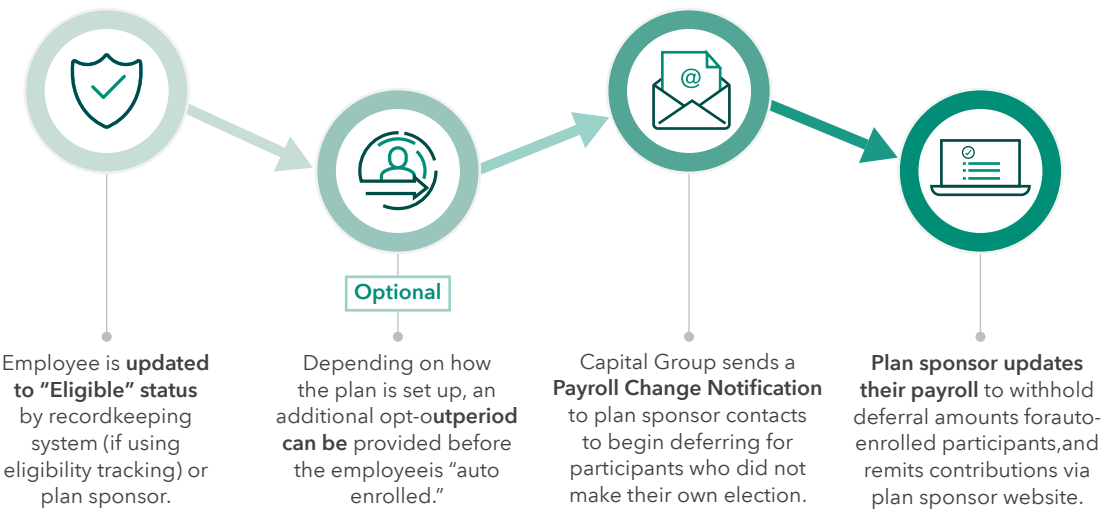 @
Optional
Employee is updated
to “Eligible” status
by recordkeeping
system (if using
eligibility tracking) or
plan sponsor.
Depending on how
the plan is set up, an
additional opt-outperiod
can be provided before
the employeeis “auto
enrolled.”
Capital Group sends a
Payroll Change Notification
to plan sponsor contacts
to begin deferring for
participants who did not
make their own election.
Plan sponsor updates
their payroll to withhold
deferral amounts forauto-
enrolled participants,and
remits contributions via
plan sponsor website.